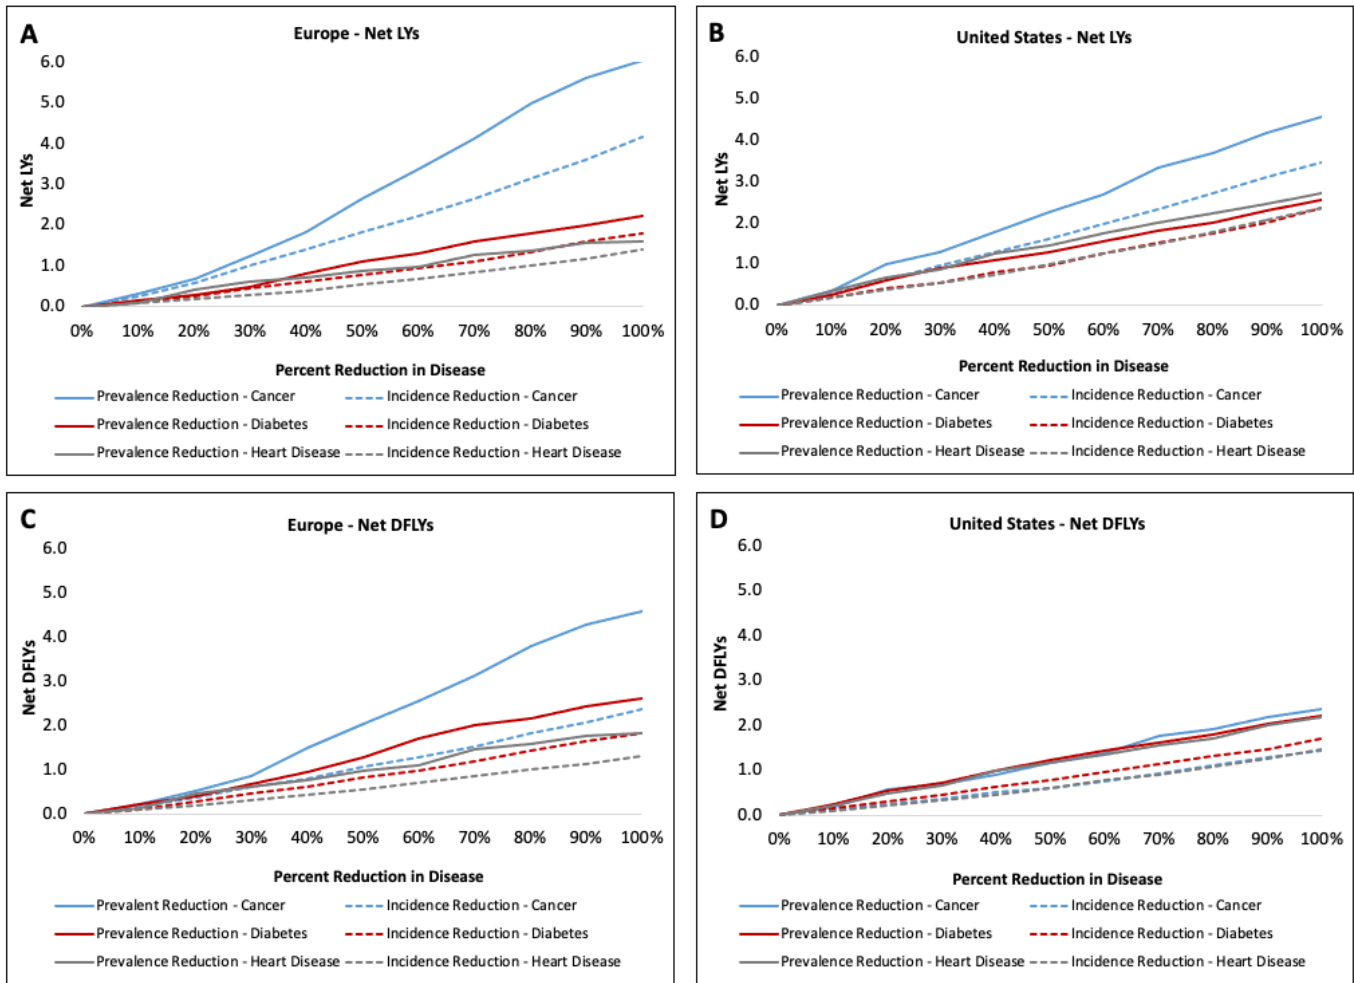 A
Europe - Net LYs
Net LYs
6.0
5.0
4.0
3.0
2.0
1.0
0.0
0% 10% 20% 30% 40% 50% 60% 70% 80% 90% 100%
Percent Reduction in Disease
Prevalence Reduction - Cancer Incidence Reduction - Cancer
Prevalence Reduction - Diabetes Incidence Reduction - Diabetes
Prevalence Reduction - Heart Disease Incidence Reduction - Heart Disease
B
United States - Net LYs
Net LYs
6.0
5.0
4.0
3.0
2.0
1.0
0.0
0% 10% 20% 30% 40% 50% 60% 70% 80% 90% 100%
Percent Reduction in Disease
Prevalence Reduction - Cancer Incidence Reduction - Cancer
Prevalence Reduction - Diabetes Incidence Reduction - Diabetes
Prevalence Reduction - Heart Disease Incidence Reduction - Heart Disease
C
Europe - Net DFLYs
Net DFLYs
6.0
5.0
4.0
3.0
2.0
1.0
0.0
0% 10% 20% 30% 40% 50% 60% 70% 80% 90% 100%
Percent Reduction in Disease
Prevalent Reduction - Cancer Incidence Reduction - Cancer
Prevalence Reduction - Diabetes Incidence Reduction - Diabetes
Prevalence Reduction - Heart Disease Incidence Reduction - Heart Disease
D
United States - Net DFLYs
Net DFLYs
6.0
5.0
4.0
3.0
2.0
1.0
0.0
0% 10% 20% 30% 40% 50% 60% 70% 80% 90% 100%
Percent Reduction in Disease
Prevalence Reduction - Cancer Incidence Reduction - Cancer
Prevalence Reduction - Diabetes Incidence Reduction - Diabetes
Prevalence Reduction - Heart Disease Incidence Reduction - Heart Disease